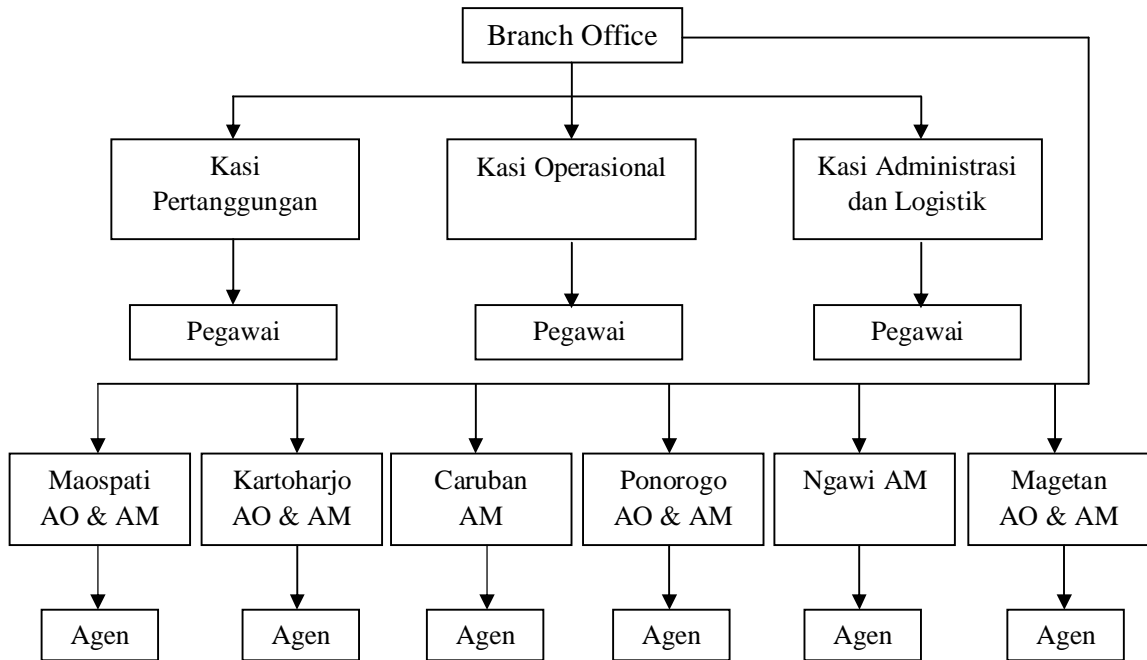 Branch Office
Kasi
Pertanggungan
Kasi Operasional
Kasi Administrasi
dan Logistik
Pegawai
Pegawai
Pegawai
Maospati
AO & AM
Kartoharjo
AO & AM
Caruban
AM
Ponorogo
AO & AM
Ngawi AM
Magetan
AO & AM
Agen
Agen
Agen
Agen
Agen
Agen